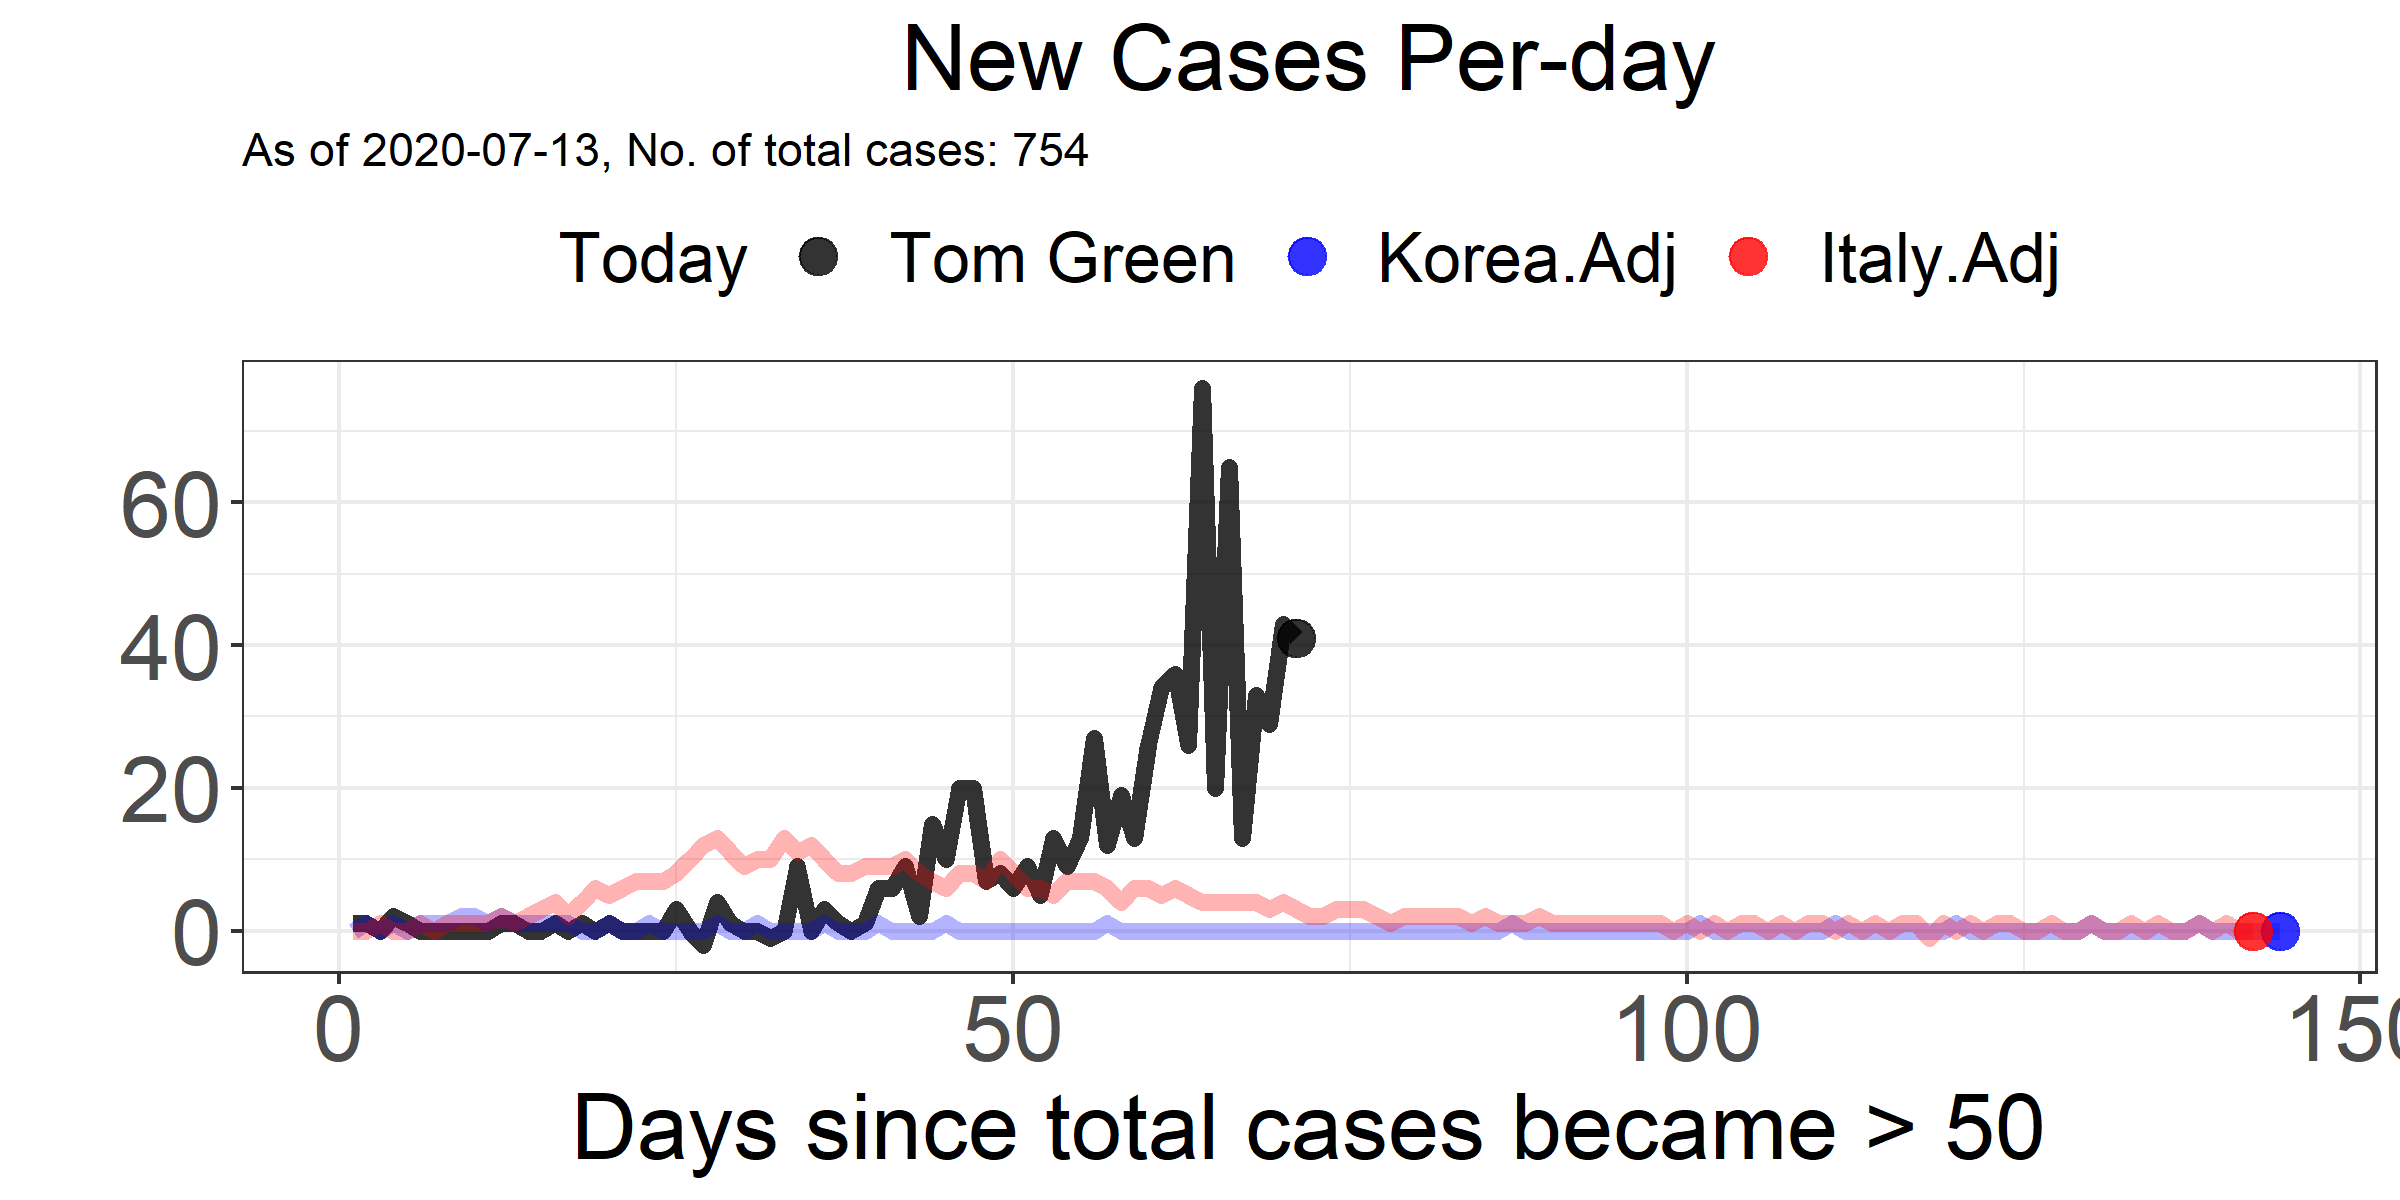 New Cases Per-day
As of 2020-07-13, No. of total cases: 754
Today Tom Green Korea.Adj Italy.Adj
60
40
20
0
0 50 100 150
Days since total cases became > 50